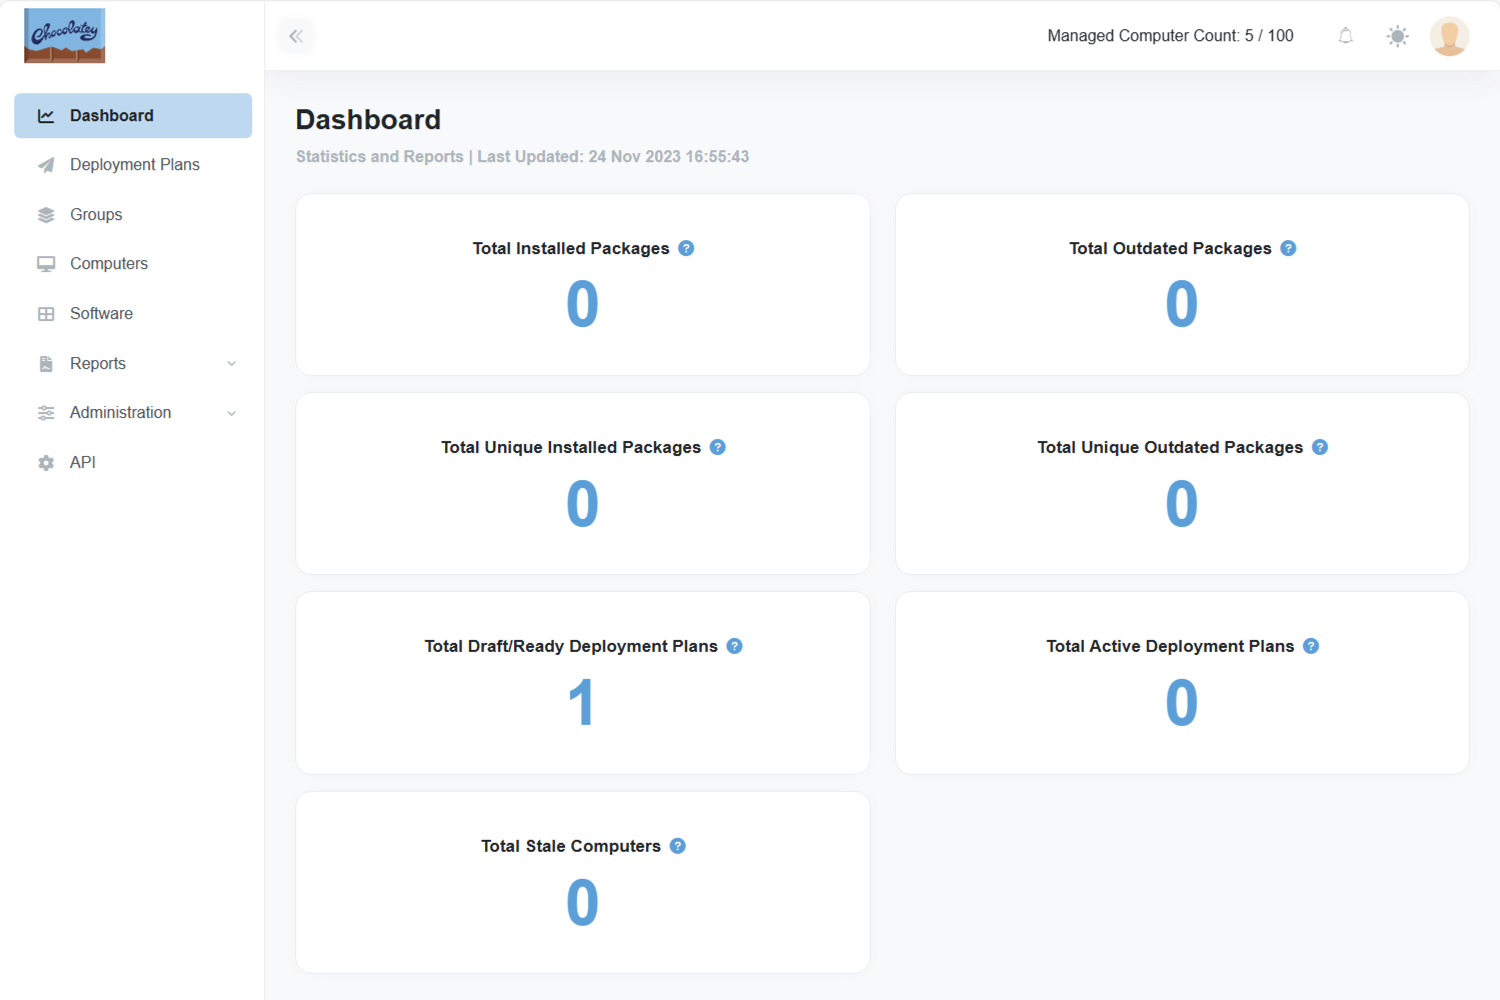 Chocolatey
Managed Computer Count: 5 / 100
Dashboard
Deployment Plans
Groups
Computers
Software
Reports
Administration
API
Dashboard
Statistics and Reports | Last Updated: 24 Nov 2023 16:55:43
Total Installed Packages ?
0
Total Outdated Packages ?
0
Total Unique Installed Packages ?
0
Total Unique Outdated Packages ?
0
Total Draft/Ready Deployment Plans ?
1
Total Active Deployment Plans ?
0
Total Stale Computers ?
0